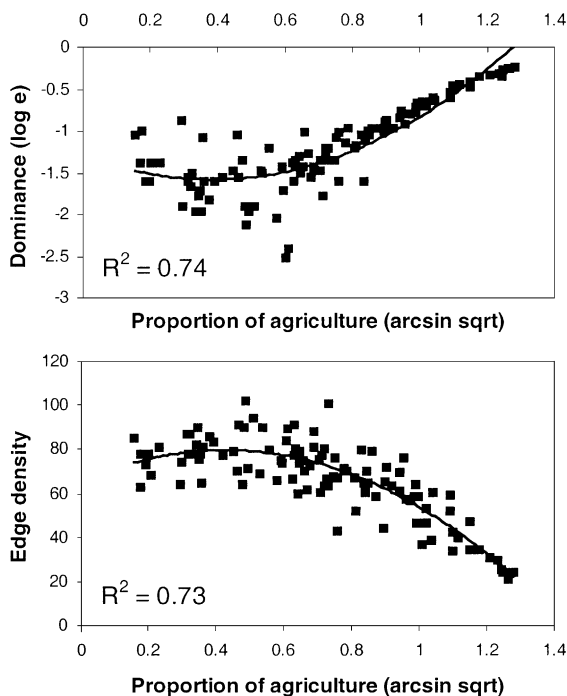 0 0.2 0.4 0.6 0.8 1 1.2 1.4
0
-0.5
-1
-1.5
-2
-2.5
-3
Dominance (log e)
R² = 0.74
Proportion of agriculture (arcsin sqrt)
120
100
80
60
40
20
0
Edge density
R² = 0.73
0 0.2 0.4 0.6 0.8 1 1.2 1.4
Proportion of agriculture (arcsin sqrt)